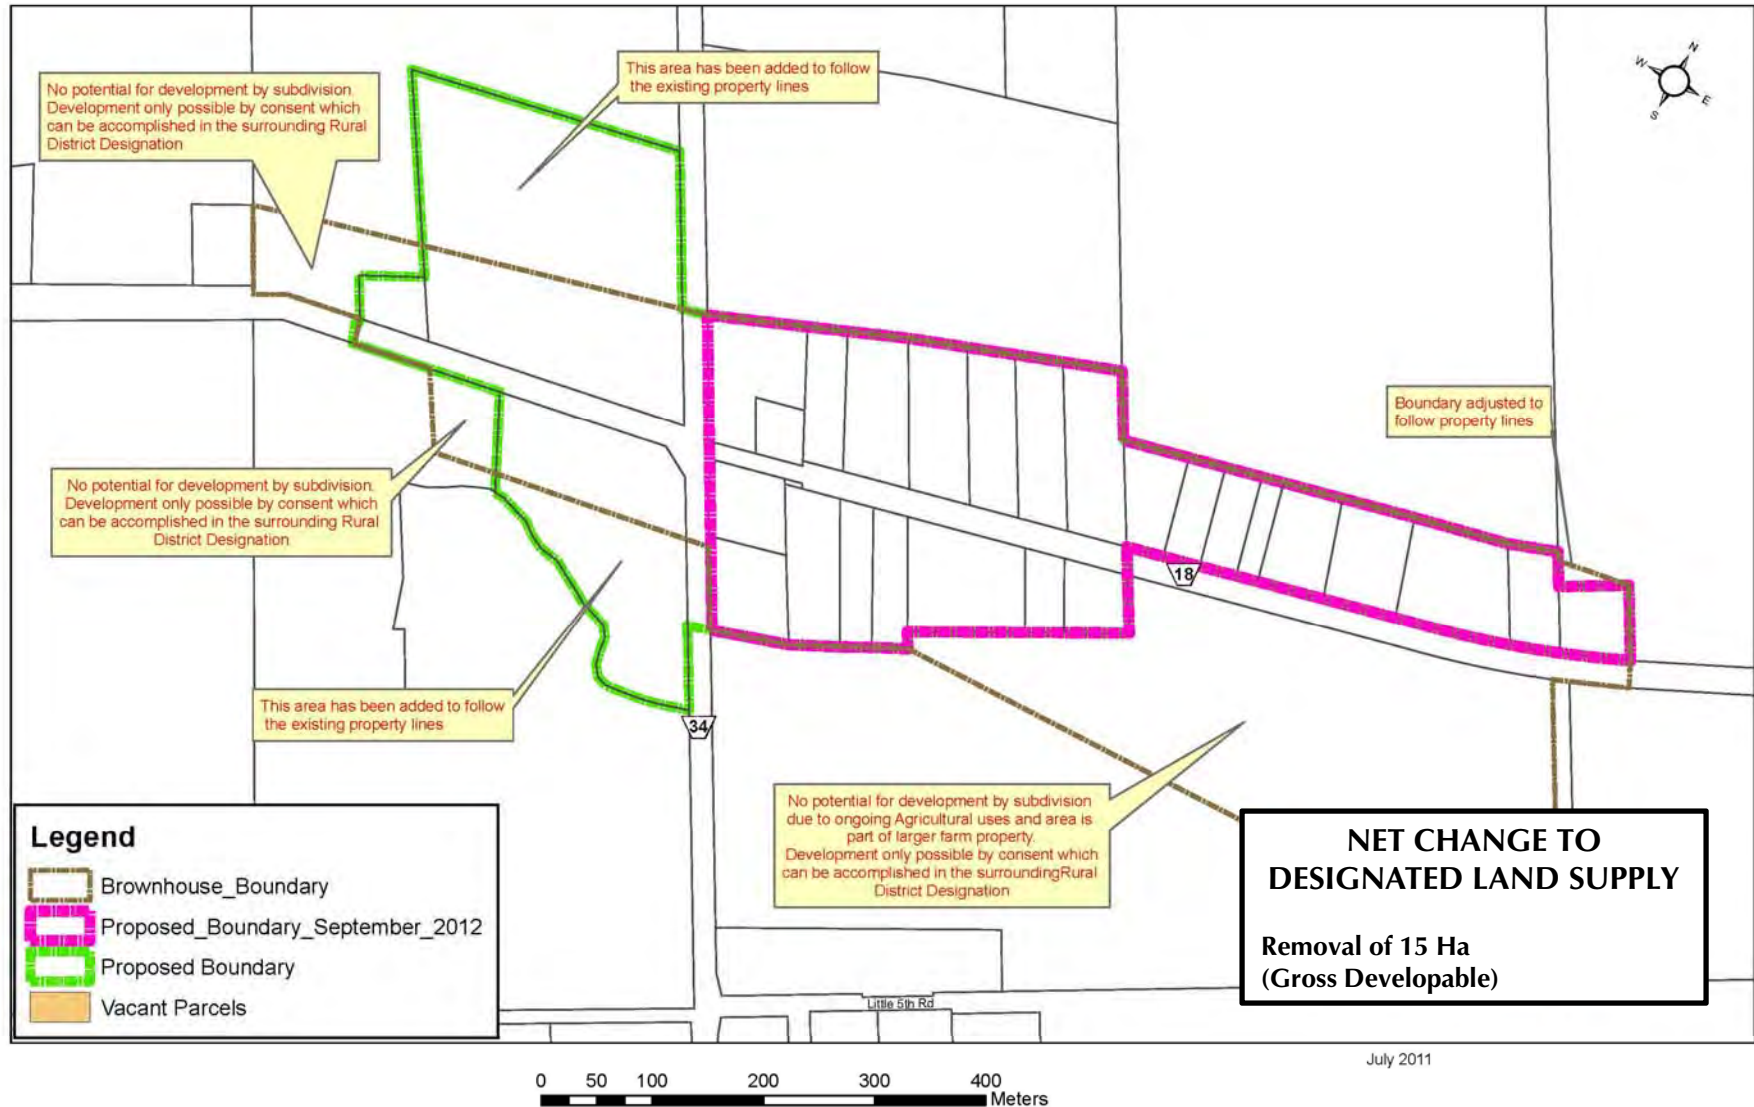 N
W
E
S
This area has been added to follow
the existing property lines
No potential for development by subdivision.
Development only possible by consent which
can be accomplished in the surrounding Rural
District Designation
Boundary adjusted to
follow property lines
No potential for development by subdivision.
Development only possible by consent which
can be accomplished in the surrounding Rural
District Designation
18
This area has been added to follow
the existing property lines
34
No potential for development by subdivision
due to ongoing Agricultural uses and area is
part of larger farm property.
Development only possible by consent which
can be accomplished in the surroundingRural
District Designation
NET CHANGE TO
DESIGNATED LAND SUPPLY
Removal of 15 Ha
(Gross Developable)
Legend
Brownhouse_Boundary
Proposed_Boundary_September_2012
Proposed Boundary
Vacant Parcels
Little 5th Rd
July 2011
0 50 100 200 300 400
Meters